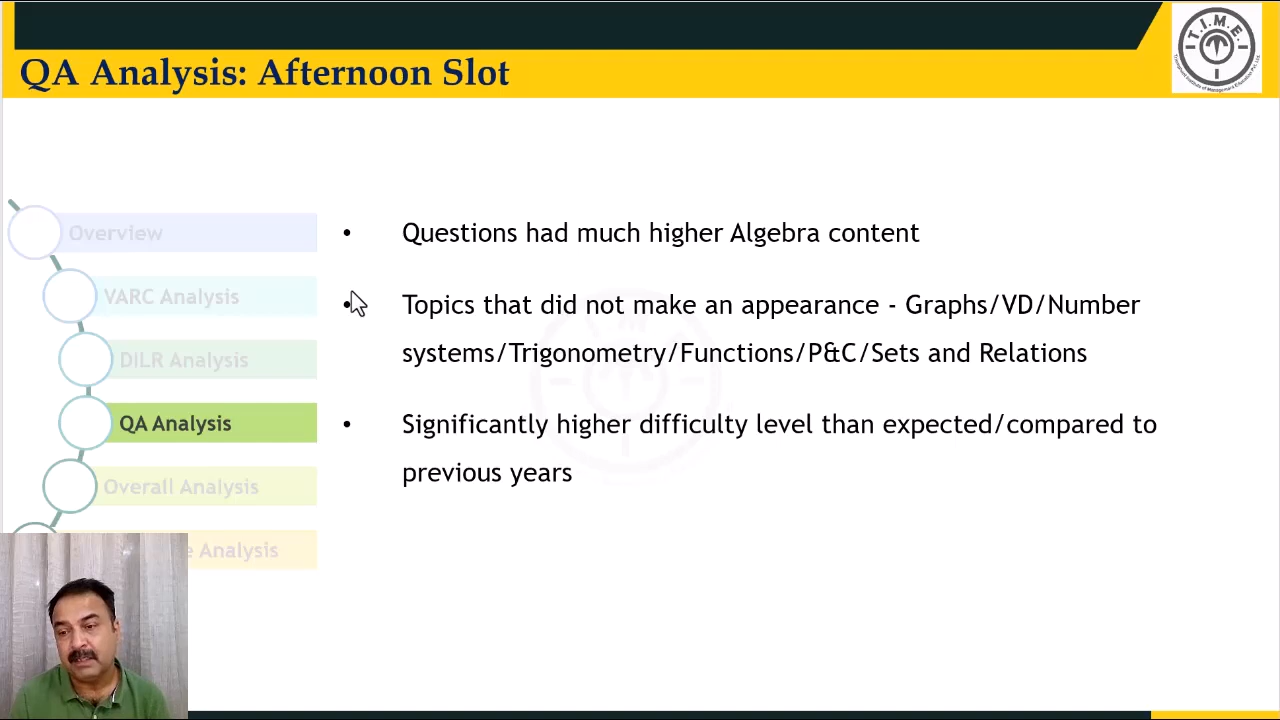 QA Analysis: Afternoon Slot
T.I.M.E.
Overview
VARC Analysis
DILR Analysis
QA Analysis
Overall Analysis
Analysis
• Questions had much higher Algebra content
• Topics that did not make an appearance - Graphs/VD/Number
systems/Trigonometry/Functions/P&C/Sets and Relations
• Significantly higher difficulty level than expected/compared to
previous years